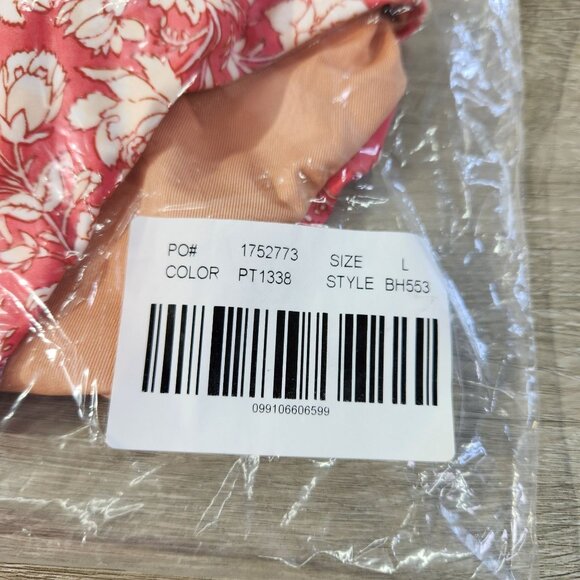 PO# 1752773 SIZE L
COLOR PT1338 STYLE BH553
099106606599